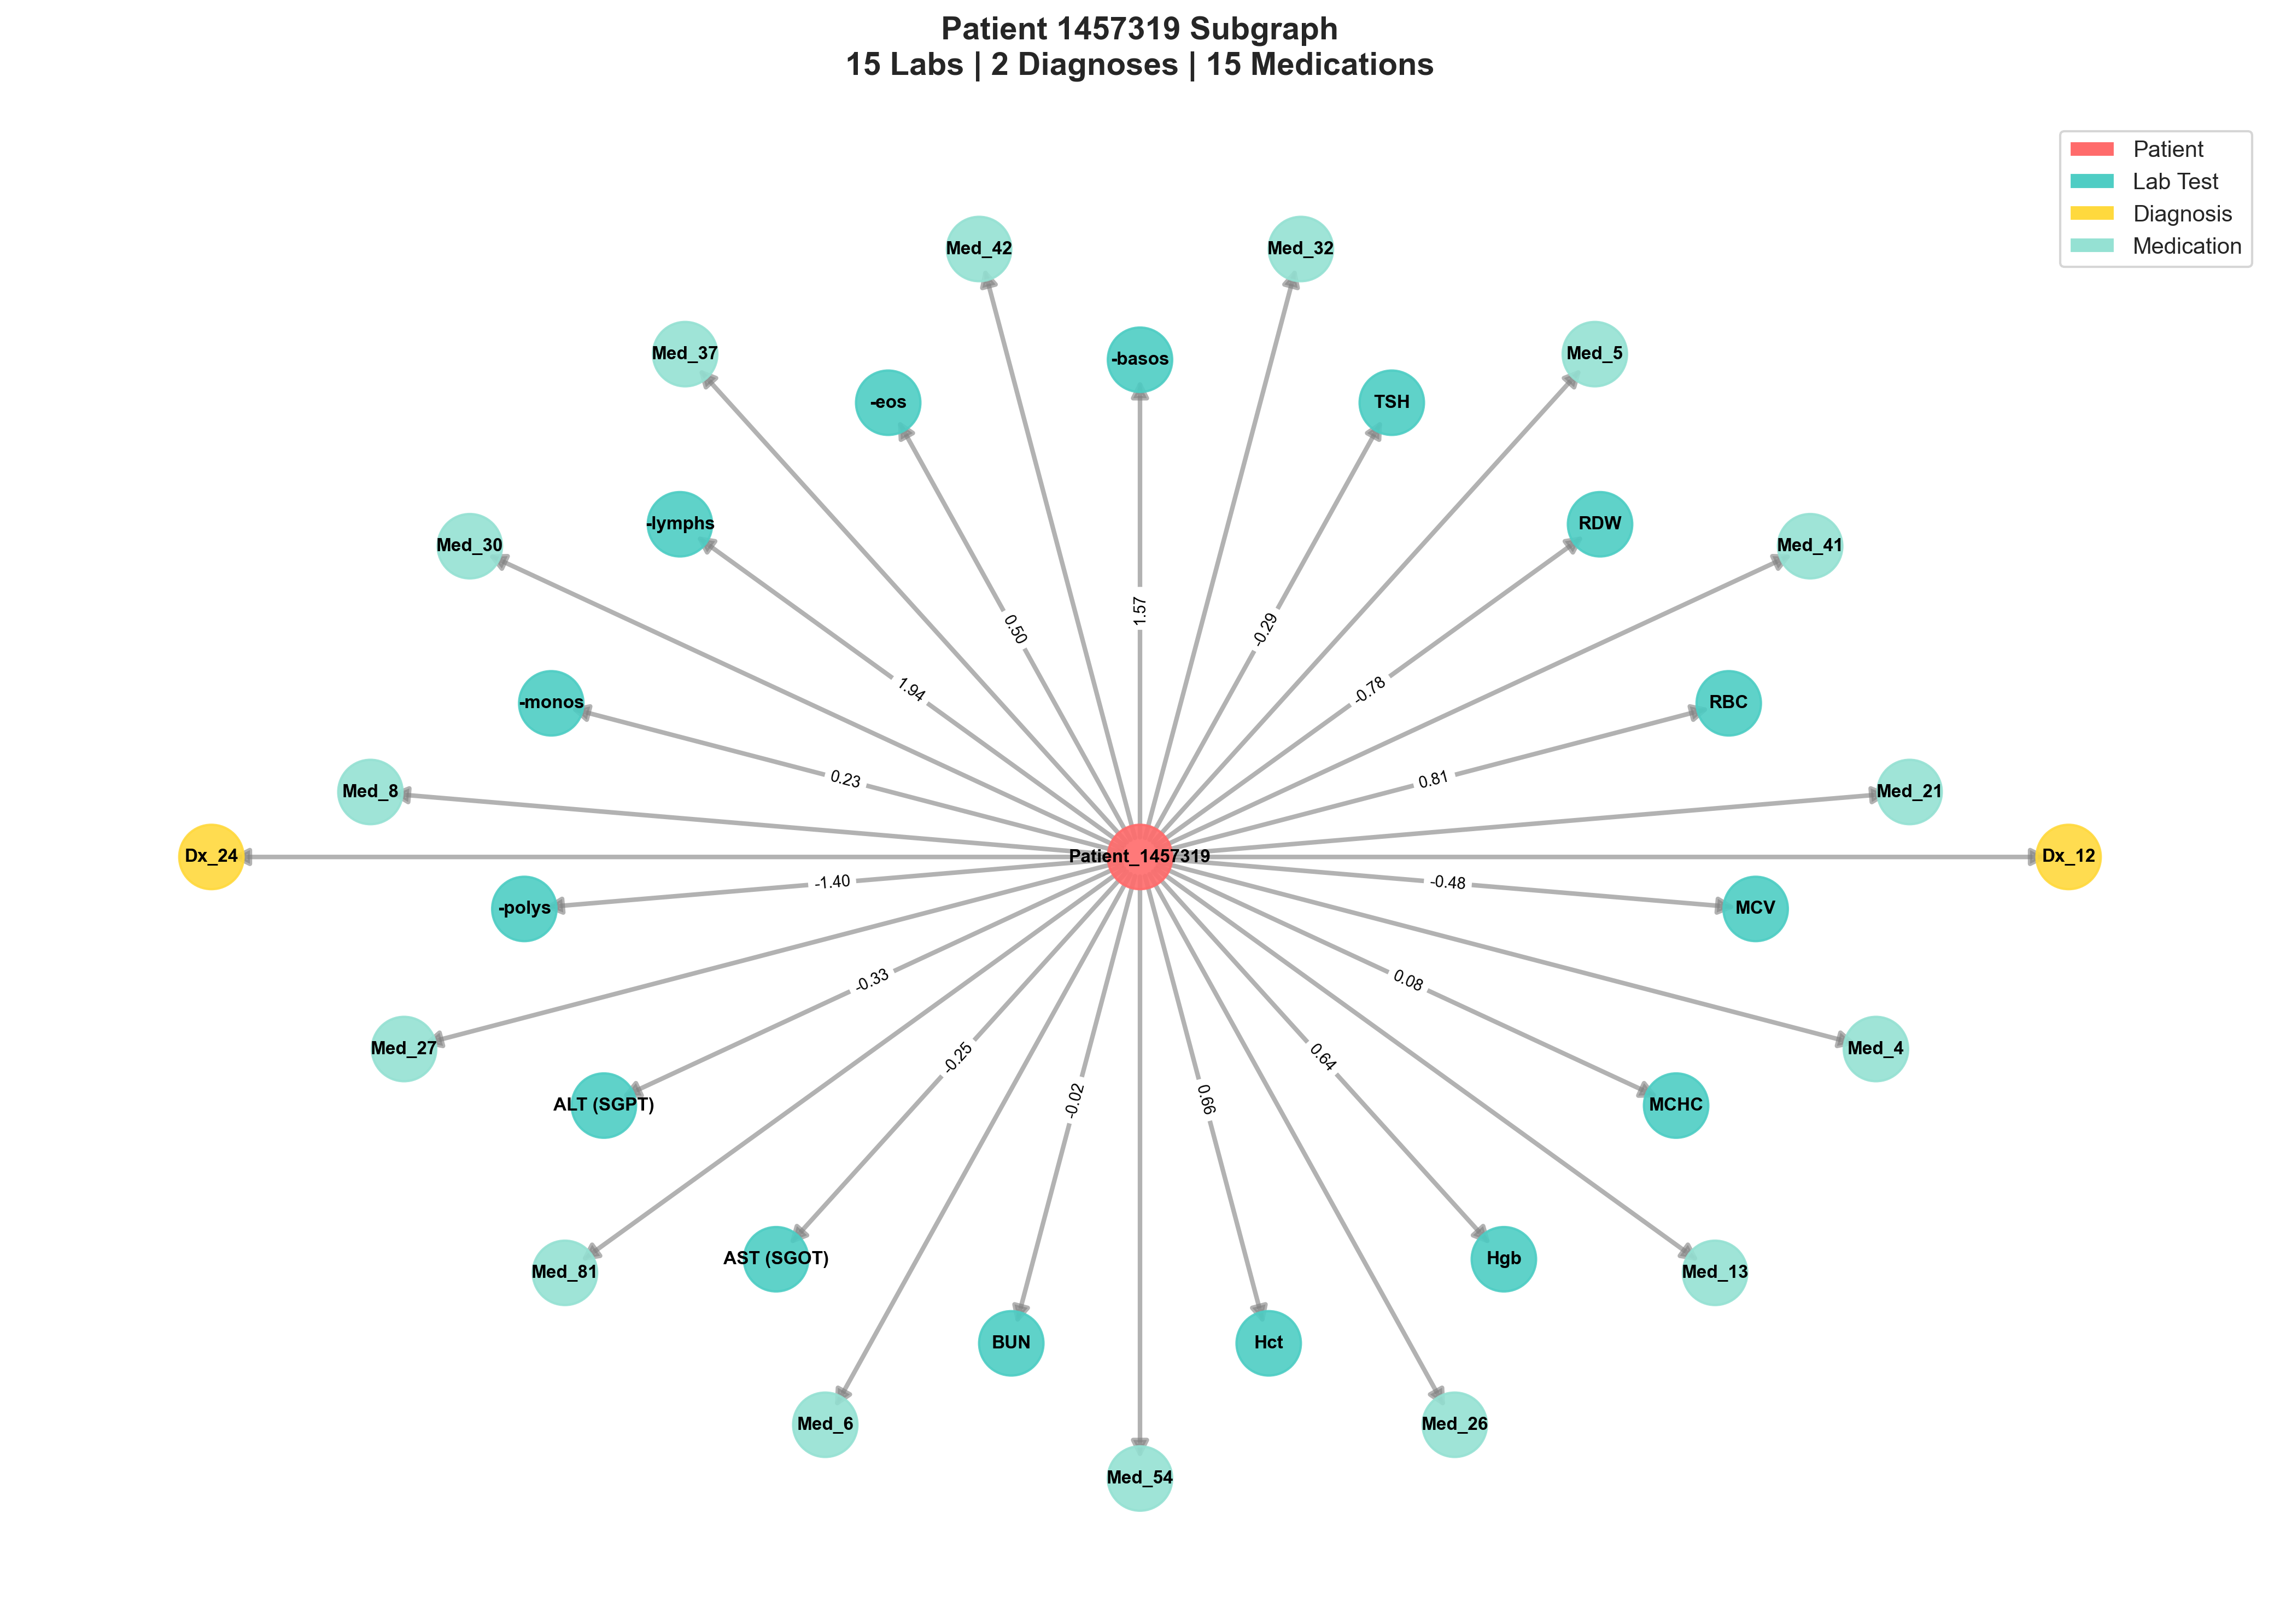 Patient 1457319 Subgraph
15 Labs | 2 Diagnoses | 15 Medications
Patient
Lab Test
Diagnosis
Medication
Med_42
Med_32
Med_37
-basos
Med_5
-eos
TSH
-lymphs
RDW
Med_30
Med_41
1.57
0.50
-0.29
1.94
-0.78
-monos
RBC
0.23
0.81
Med_8
Med_21
Dx_24
Patient_1457319
Dx_12
-1.40
-0.48
-polys
MCV
-0.33
0.08
Med_27
Med_4
-0.25
0.64
-0.02
0.66
ALT (SGPT)
MCHC
AST (SGOT)
Hgb
Med_81
Med_13
BUN
Hct
Med_6
Med_26
Med_54